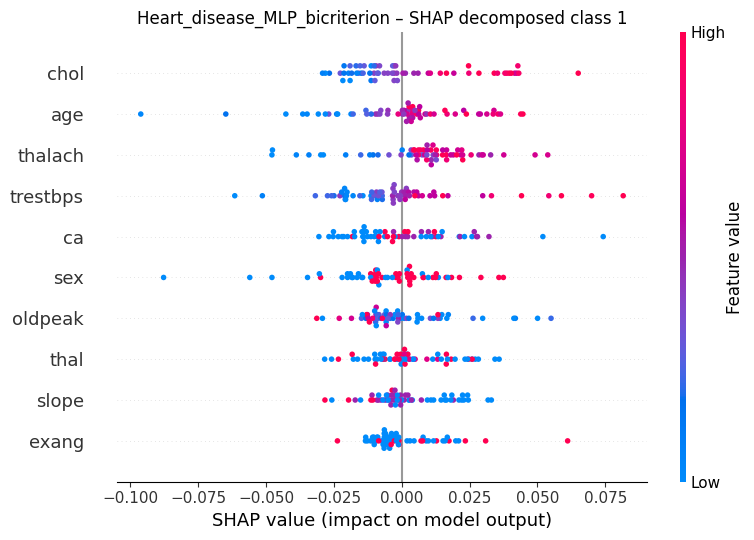 Heart_disease_MLP_bicriterion – SHAP decomposed class 1
High
chol
age
thalach
trestbps
ca
sex
oldpeak
thal
slope
exang
Feature value
Low
−0.100 −0.075 −0.050 −0.025 0.000 0.025 0.050 0.075
SHAP value (impact on model output)